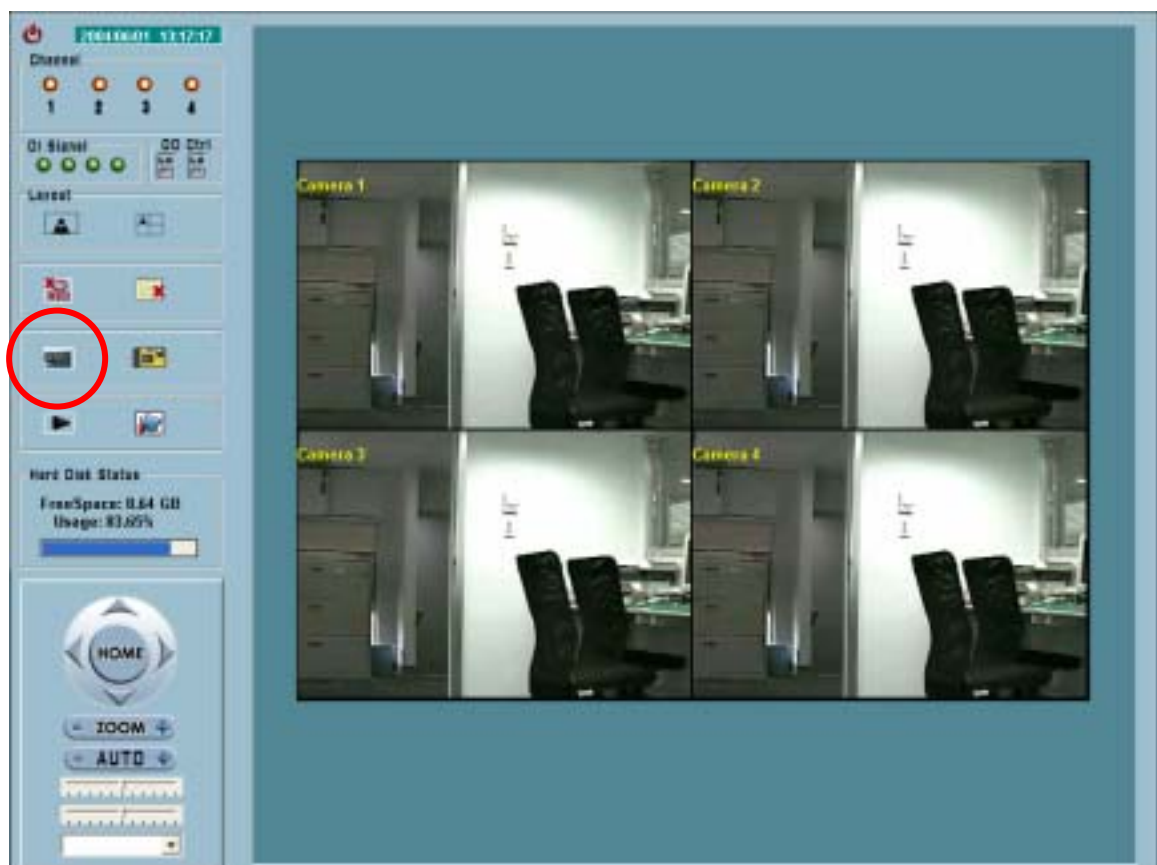 2004/06/01 13:17:17
Channel
1 2 3 4
DI Signal
DO Ctrl
Layout
Hard Disk Status
FreeSpace: 8.64 GB
Usage: 83.65%
HOME
- ZOOM +
- AUTO +
Camera 1
Camera 2
Camera 3
Camera 4